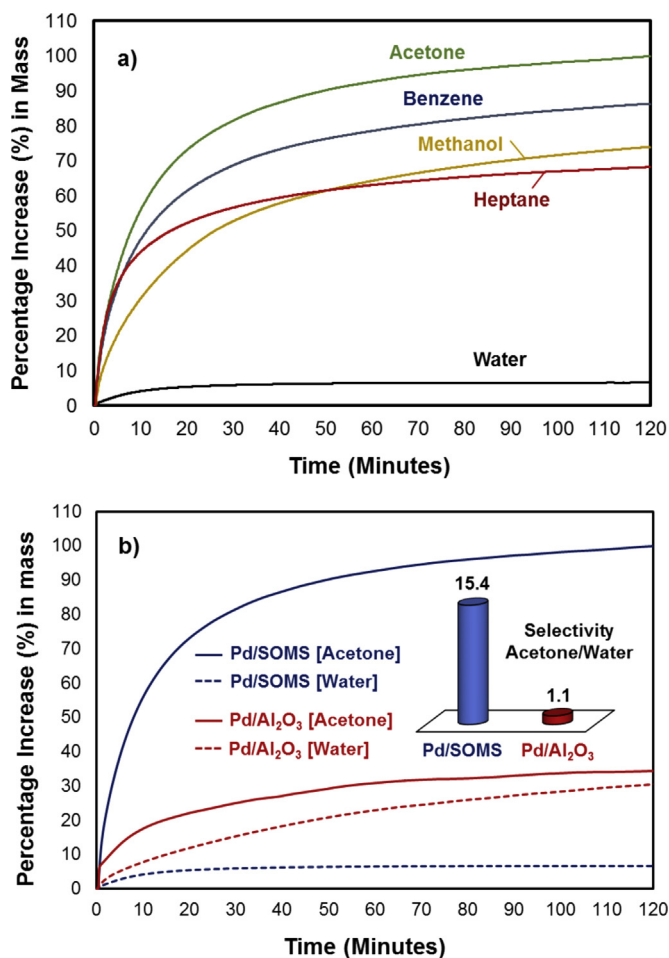 a)
Percentage Increase (%) in Mass
100
90
80
70
60
50
40
30
20
10
0
Acetone
Benzene
Methanol
Heptane
Water
0 10 20 30 40 50 60 70 80 90 100 110 120
Time (Minutes)
b)
Percentage Increase (%) in mass
110
100
90
80
70
60
50
40
30
20
10
0
Pd/SOMS [Acetone]
Pd/SOMS [Water]
Pd/Al₂O₃ [Acetone]
Pd/Al₂O₃ [Water]
15.4
Selectivity
Acetone/Water
1.1
Pd/SOMS Pd/Al₂O₃
0 10 20 30 40 50 60 70 80 90 100 110 120
Time (Minutes)